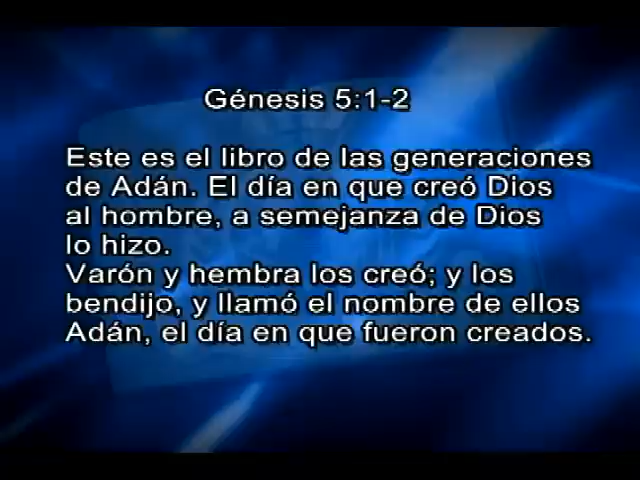 Génesis 5:1-2
Este es el libro de las generaciones
de Adán. El día en que creó Dios
al hombre, a semejanza de Dios
lo hizo.
Varón y hembra los creó; y los
bendijo, y llamó el nombre de ellos
Adán, el día en que fueron creados.